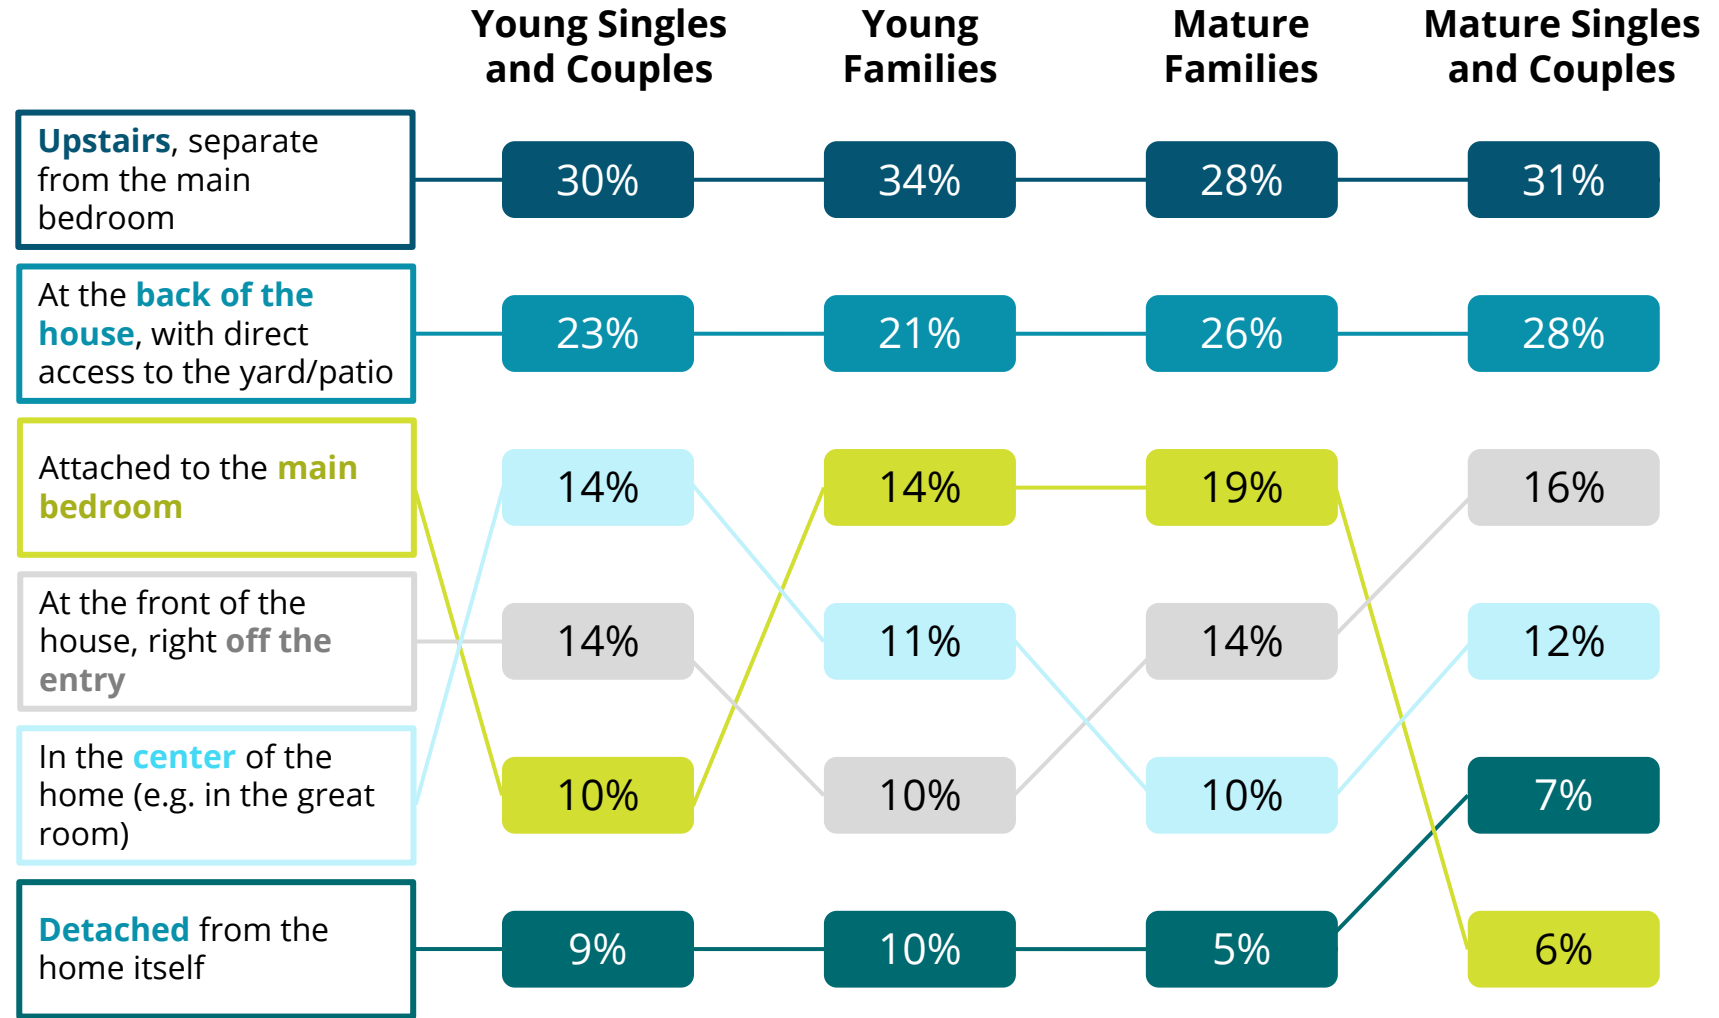 Young Singles
and Couples
Young
Families
Mature
Families
Mature Singles
and Couples
Upstairs, separate
from the main
bedroom
30%
34%
28%
31%
At the back of the
house, with direct
access to the yard/patio
23%
21%
26%
28%
Attached to the main
bedroom
14%
14%
19%
16%
At the front of the
house, right off the
entry
14%
11%
14%
12%
In the center of the
home (e.g. in the great
room)
10%
10%
10%
7%
Detached from the
home itself
9%
10%
5%
6%